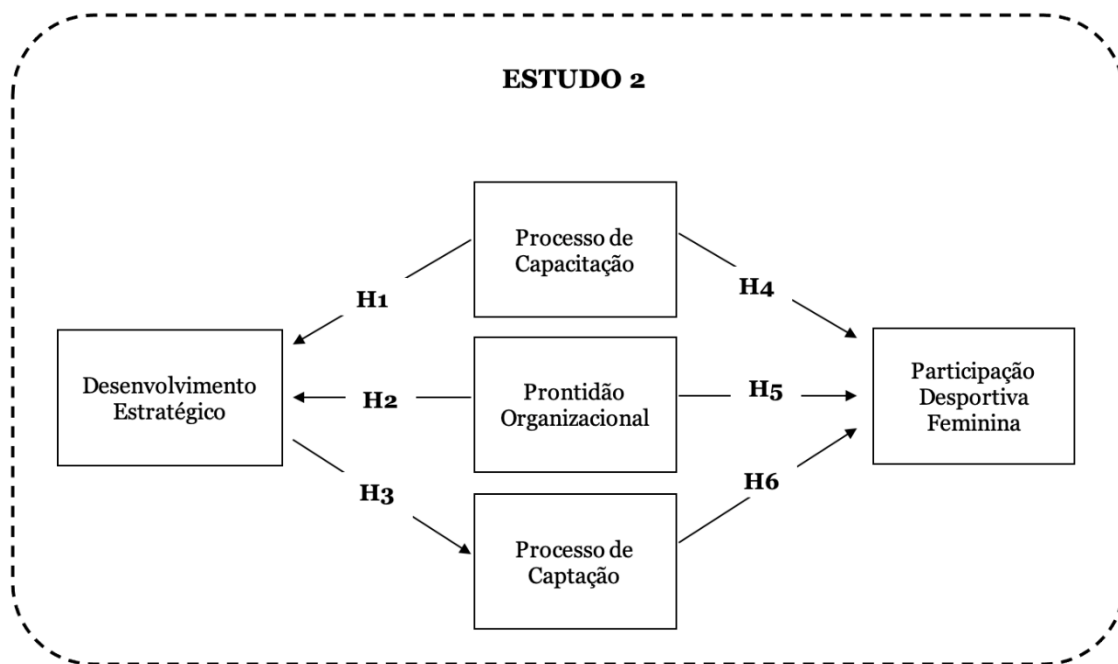 ESTUDO 2
Processo de
Capacitação
H1
H4
Desenvolvimento
Estratégico
H2
Prontidão
Organizacional
H5
Participação
Desportiva
Feminina
H3
H6
Processo de
Captação